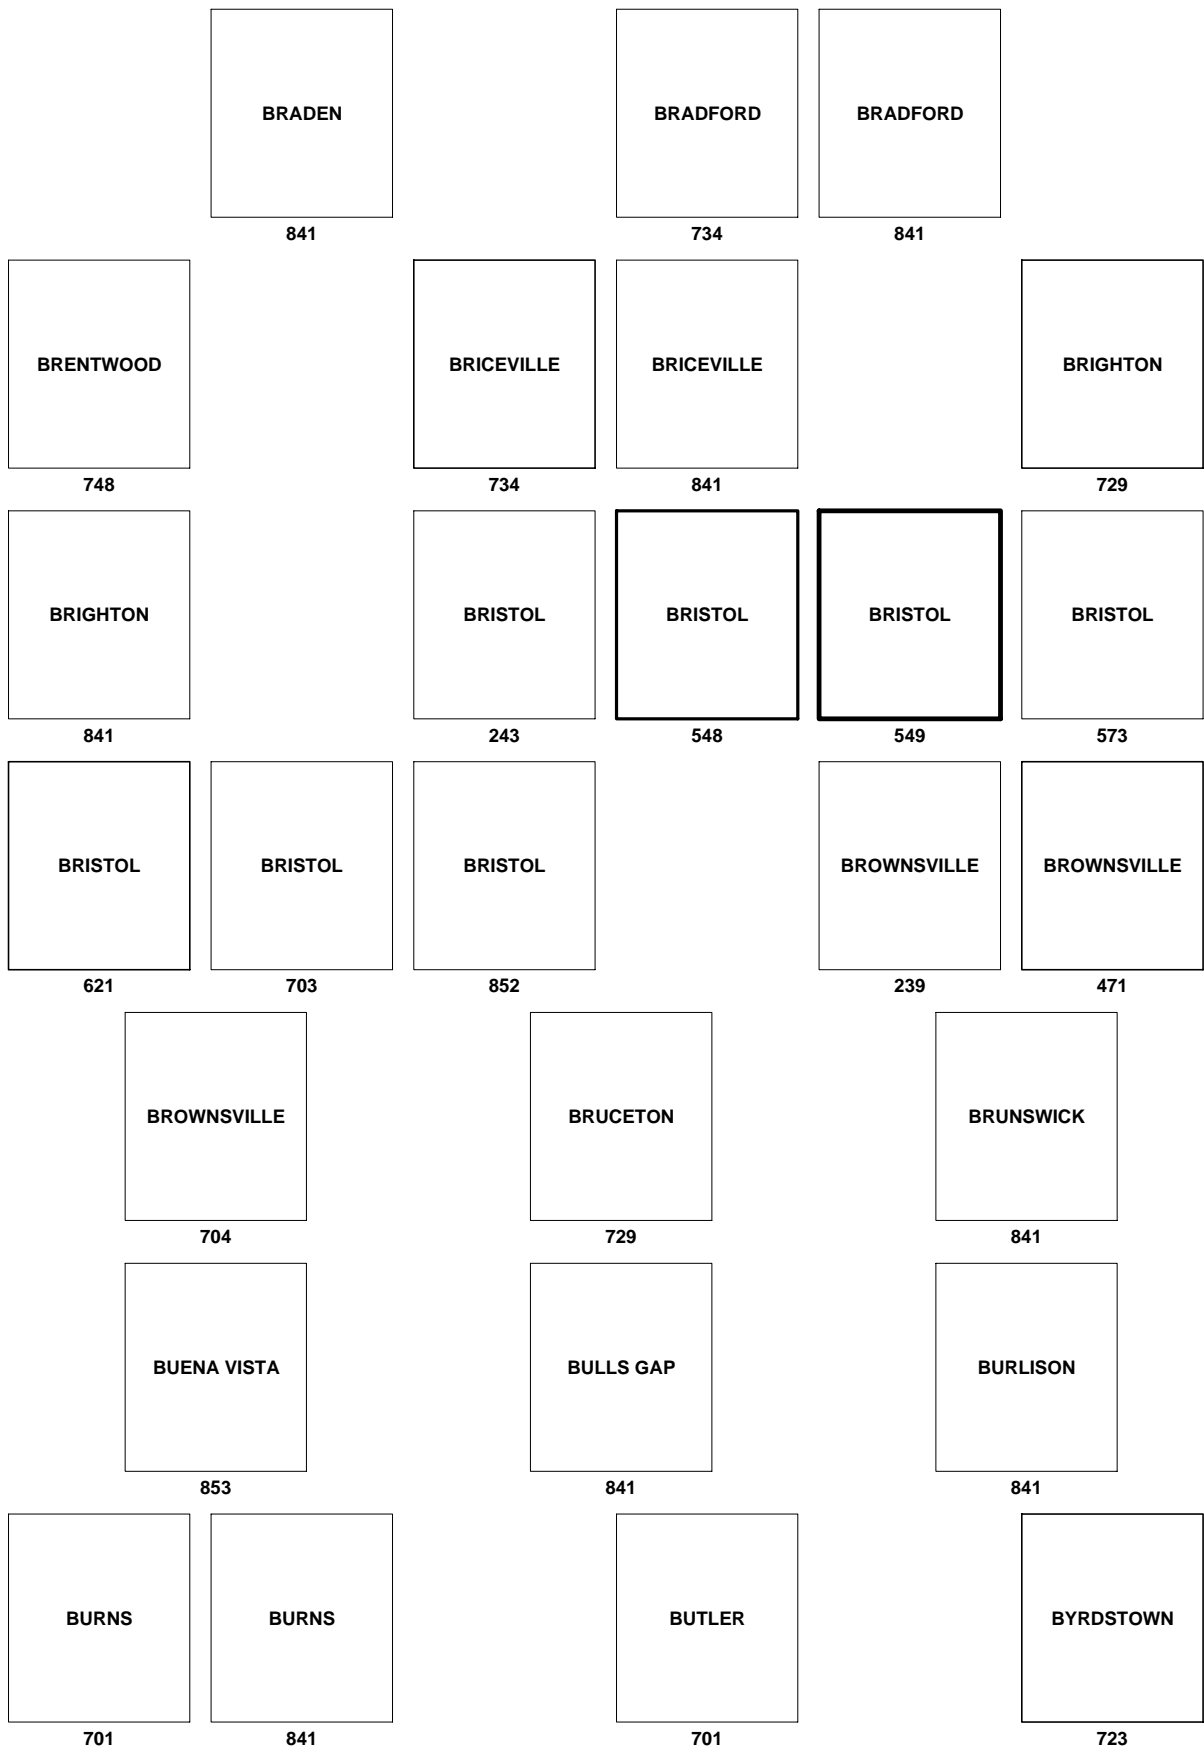 BRADEN BRADFORD BRADFORD
841 734 841
BRENTWOOD BRICEVILLE BRICEVILLE BRIGHTON
748 734 841 729
BRIGHTON BRISTOL BRISTOL BRISTOL BRISTOL
841 243 548 549 573
BRISTOL BRISTOL BRISTOL BROWNSVILLE BROWNSVILLE
621 703 852 239 471
BROWNSVILLE BRUCETON BRUNSWICK
704 729 841
BUENA VISTA BULLS GAP BURLISON
853 841 841
BURNS BURNS BUTLER BYRDSTOWN
701 841 701 723